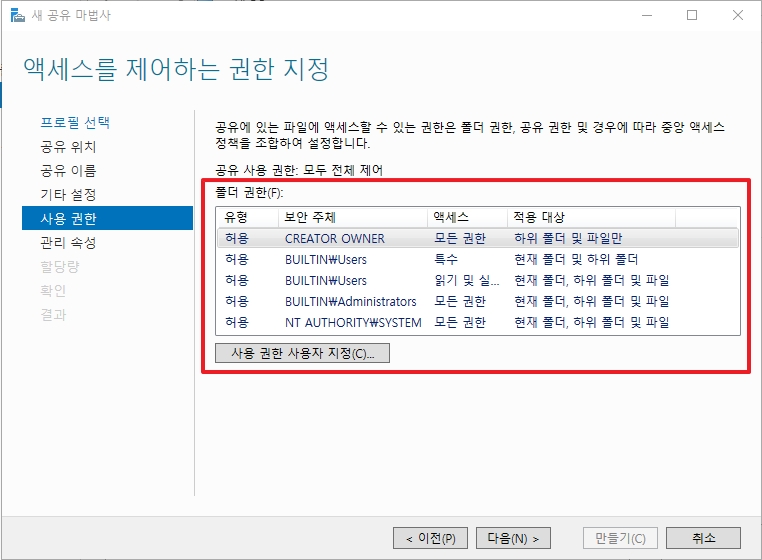 새 공유 마법사
액세스를 제어하는 권한 지정
프로필 선택
공유 위치
공유 이름
기타 설정
사용 권한
관리 속성
할당량
확인
결과
공유에 있는 파일에 액세스할 수 있는 권한은 폴더 권한, 공유 권한 및 경우에 따라 중앙 액세스
정책을 조합하여 설정합니다.
공유 사용 권한: 모두 전체 제어
폴더 권한(F):
유형 보안 주체 액세스 적용 대상
허용 CREATOR OWNER 모든 권한 하위 폴더 및 파일만
허용 BUILTIN₩Users 특수 현재 폴더 및 하위 폴더
허용 BUILTIN₩Users 읽기 및 실... 현재 폴더, 하위 폴더 및 파일
허용 BUILTIN₩Administrators 모든 권한 현재 폴더, 하위 폴더 및 파일
허용 NT AUTHORITY₩SYSTEM 모든 권한 현재 폴더, 하위 폴더 및 파일
사용 권한 사용자 지정(C)...
< 이전(P) 다음(N) > 만들기(C) 취소